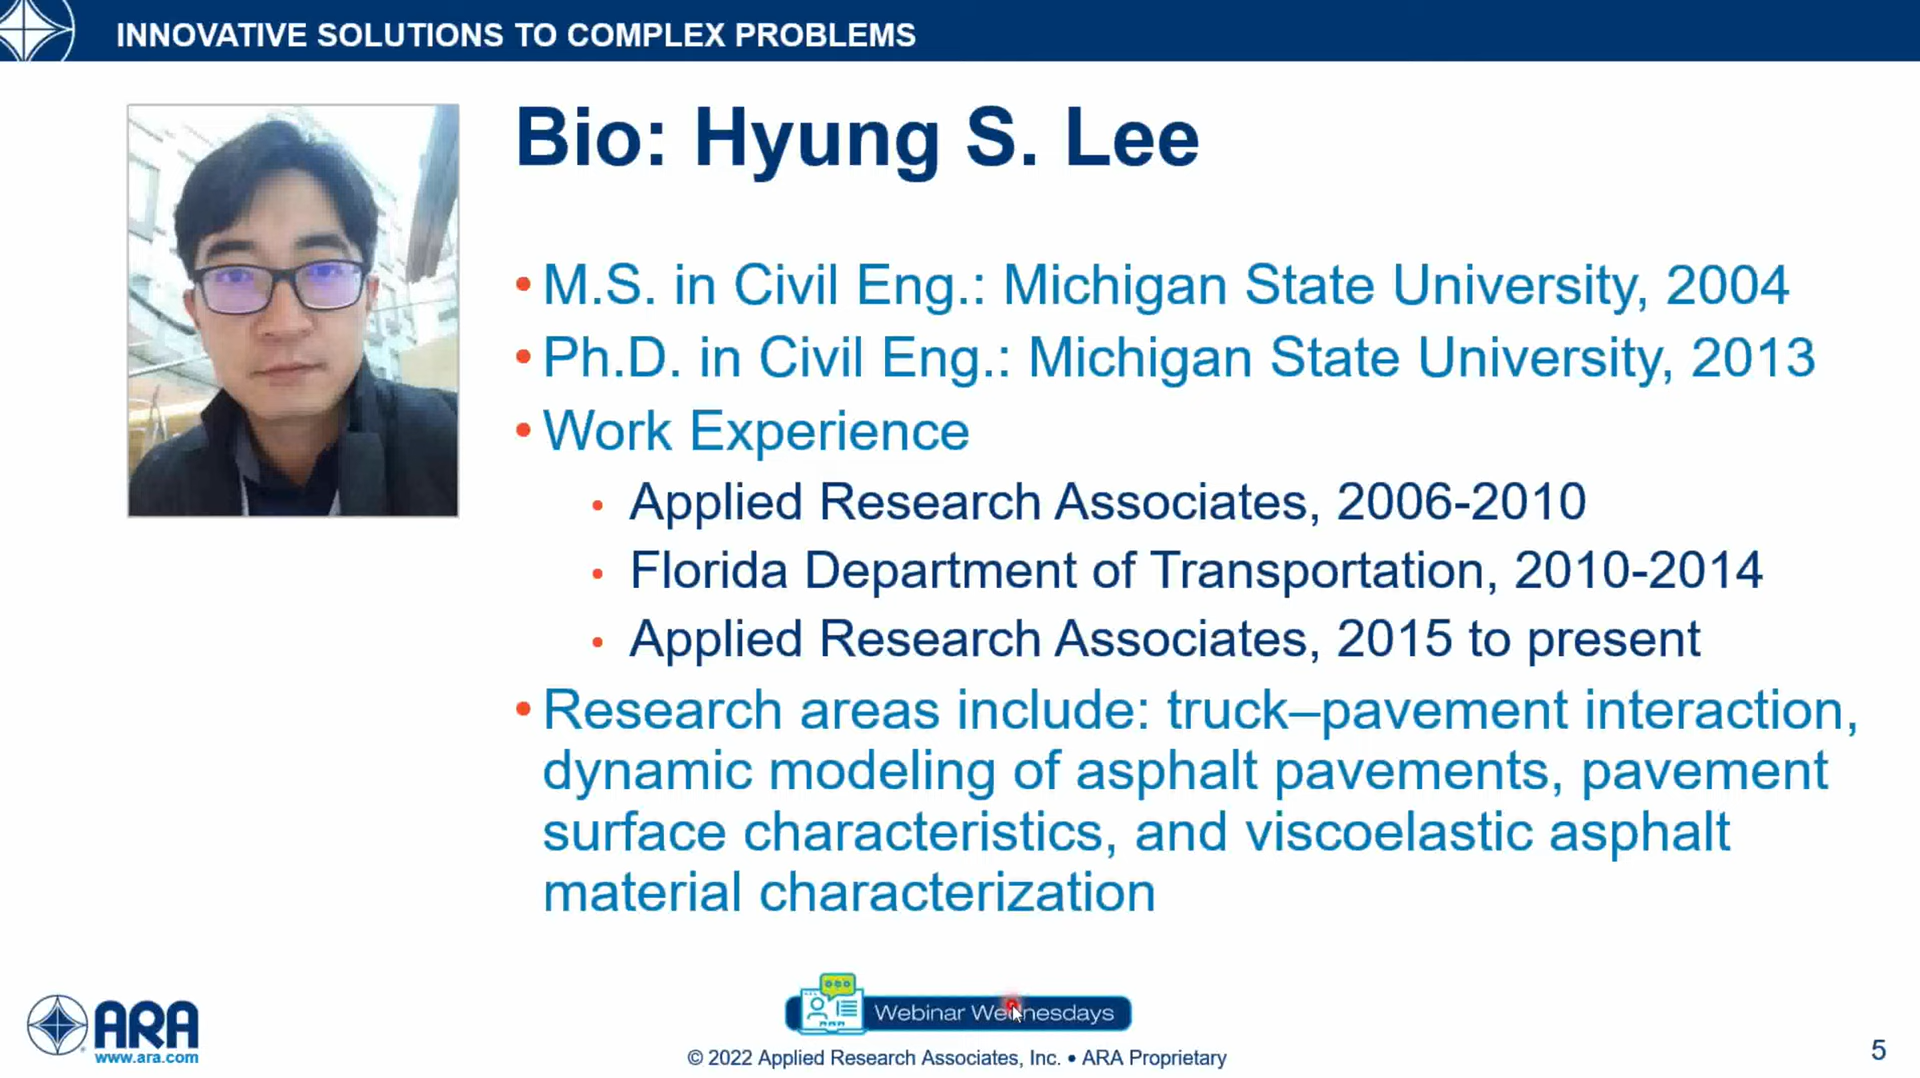 INNOVATIVE SOLUTIONS TO COMPLEX PROBLEMS
Bio: Hyung S. Lee
• M.S. in Civil Eng.: Michigan State University, 2004
• Ph.D. in Civil Eng.: Michigan State University, 2013
• Work Experience
• Applied Research Associates, 2006-2010
• Florida Department of Transportation, 2010-2014
• Applied Research Associates, 2015 to present
• Research areas include: truck–pavement interaction,
dynamic modeling of asphalt pavements, pavement
surface characteristics, and viscoelastic asphalt
material characterization
ARA
www.ara.com
ARA
Webinar Wednesdays
© 2022 Applied Research Associates, Inc. • ARA Proprietary
5